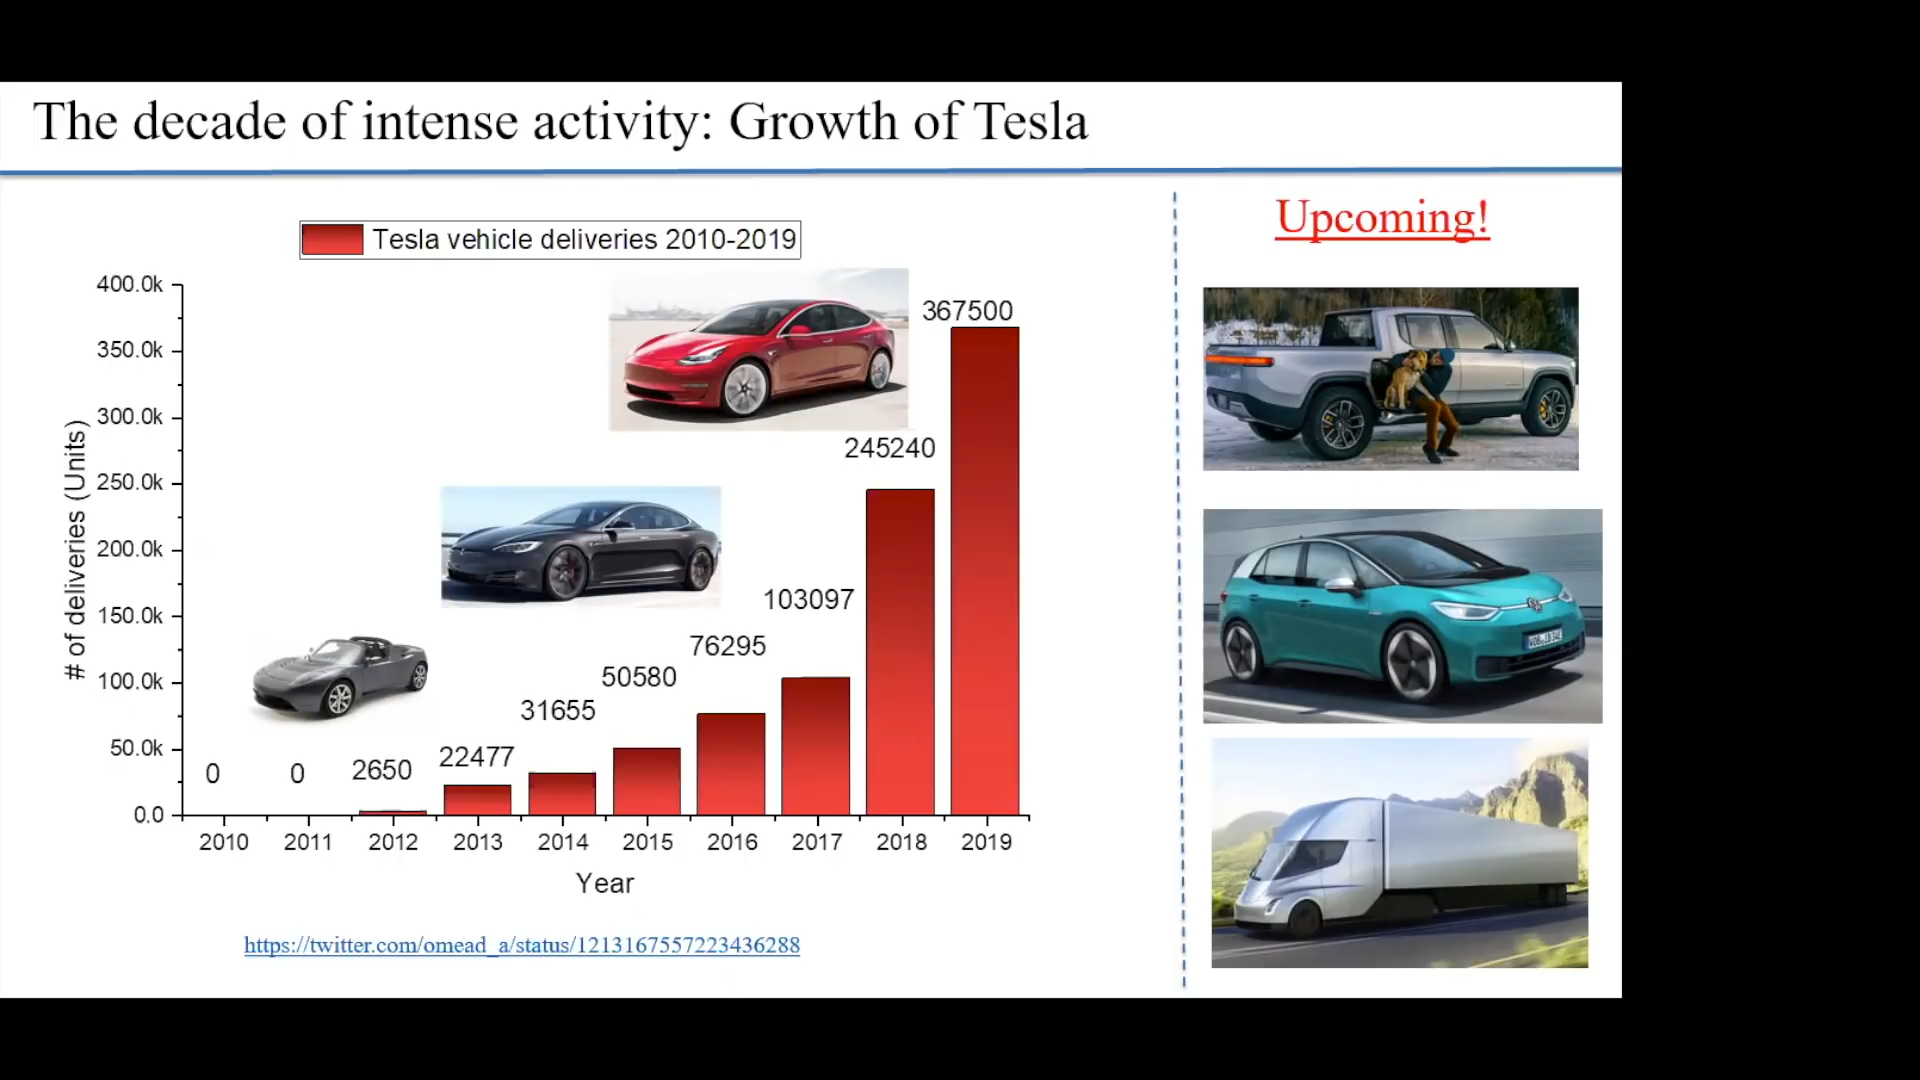 The decade of intense activity: Growth of Tesla
Tesla vehicle deliveries 2010-2019
# of deliveries (Units)
400.0k
350.0k
300.0k
250.0k
200.0k
150.0k
100.0k
50.0k
0.0
0
0
2650
22477
31655
50580
76295
103097
245240
367500
2010
2011
2012
2013
2014
2015
2016
2017
2018
2019
Year
https://twitter.com/omead_a/status/1213167557223436288
Upcoming!